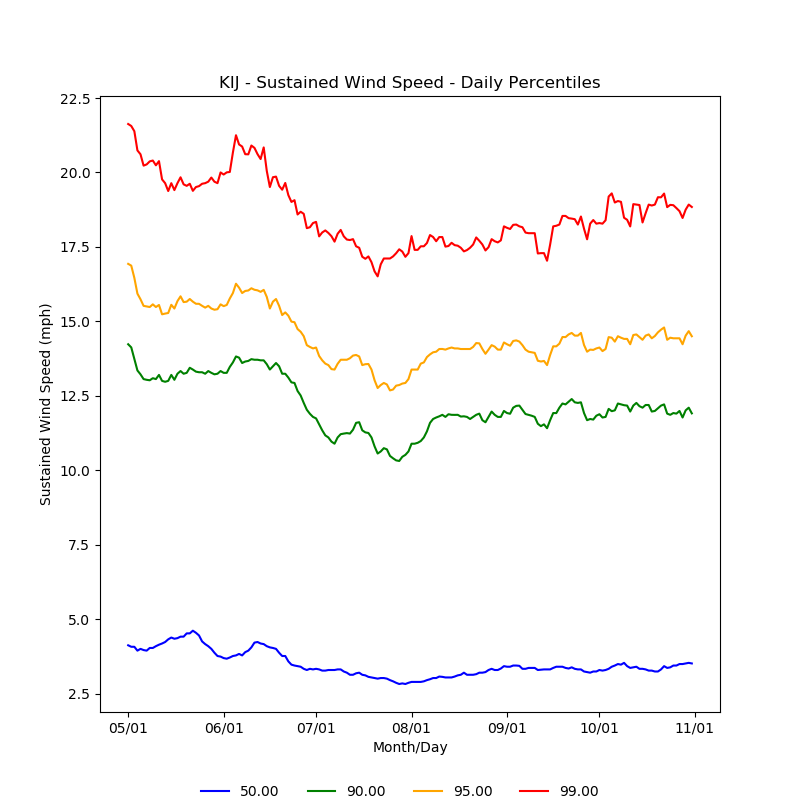 KIJ - Sustained Wind Speed - Daily Percentiles
22.5
20.0
17.5
15.0
12.5
10.0
7.5
5.0
2.5
Sustained Wind Speed (mph)
05/01 06/01 07/01 08/01 09/01 10/01 11/01
Month/Day
50.00 90.00 95.00 99.00